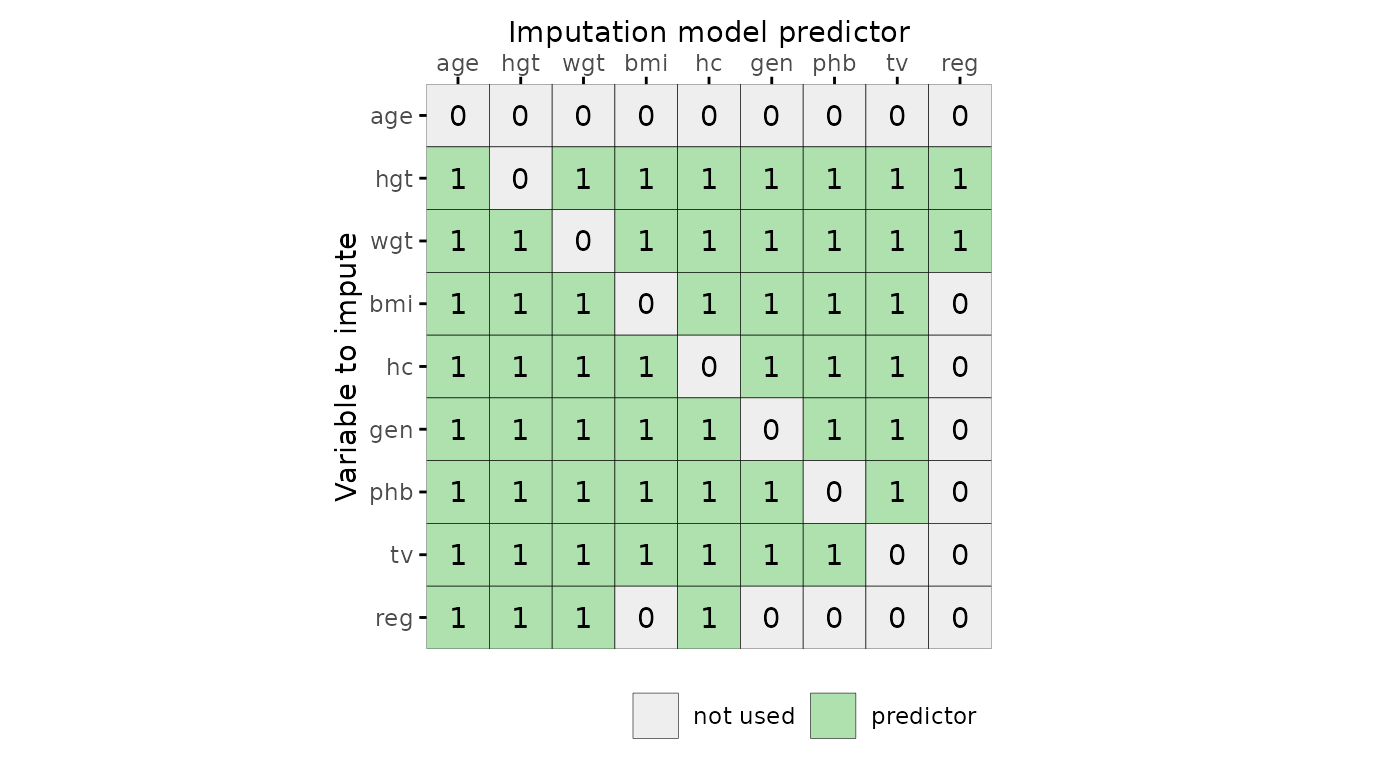 Imputation model predictor
age hgt wgt bmi hc gen phb tv reg
Variable to impute
age 0 0 0 0 0 0 0 0 0
hgt 1 0 1 1 1 1 1 1 1
wgt 1 1 0 1 1 1 1 1 1
bmi 1 1 1 0 1 1 1 1 0
hc 1 1 1 1 0 1 1 1 0
gen 1 1 1 1 1 0 1 1 0
phb 1 1 1 1 1 1 0 1 0
tv 1 1 1 1 1 1 1 0 0
reg 1 1 1 0 1 0 0 0 0
not used predictor